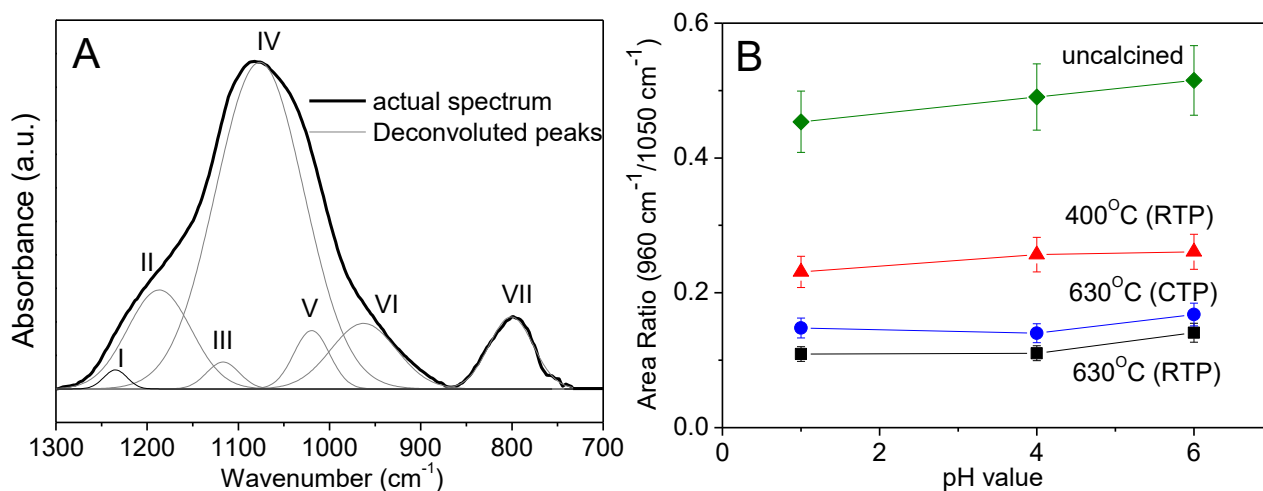 A
I
II
III
IV
V
VI
VII
actual spectrum
Deconvoluted peaks
Absorbance (a.u.)
1300 1200 1100 1000 900 800 700
Wavenumber (cm⁻¹)
B
uncalcined
400ᴼC (RTP)
630ᴼC (CTP)
630ᴼC (RTP)
Area Ratio (960 cm⁻¹/1050 cm⁻¹)
0.6
0.4
0.2
0.0
0 2 4 6
pH value